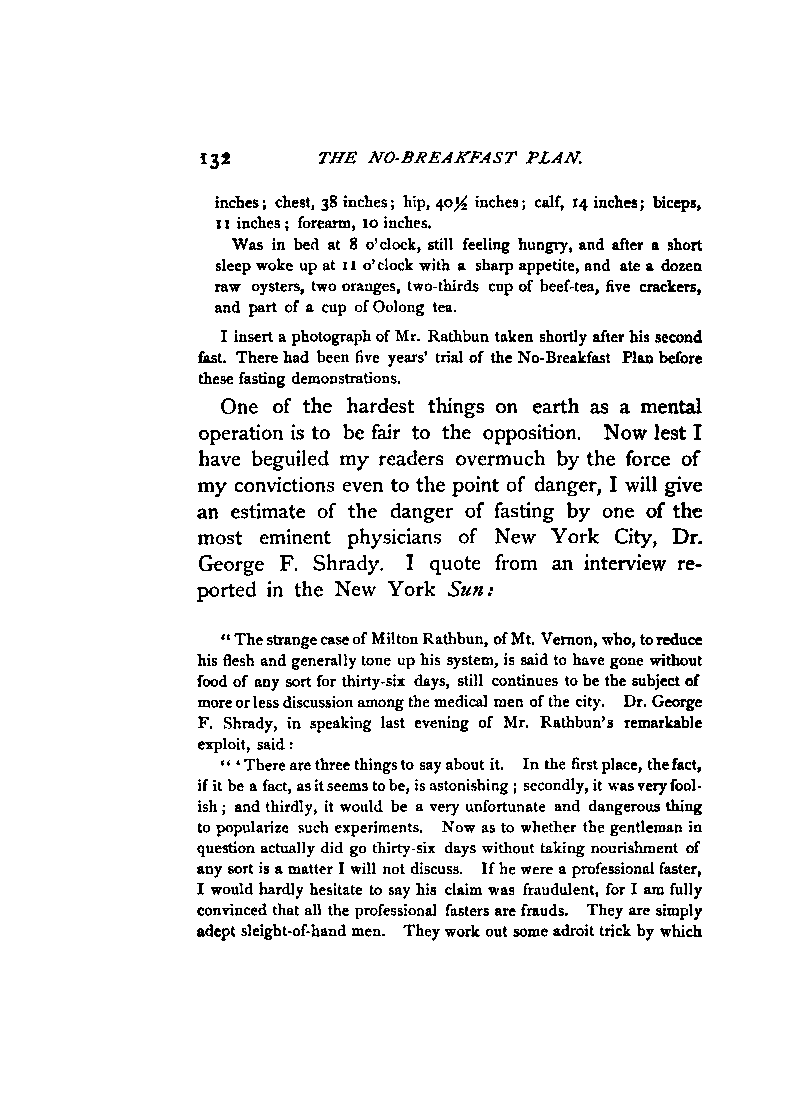 132 THE NO-BREAKFAST PLAN.
inches; chest, 38 inches; hip, 40½ inches; calf, 14 inches; biceps,
11 inches; forearm, 10 inches.
Was in bed at 8 o'clock, still feeling hungry, and after a short
sleep woke up at 11 o'clock with a sharp appetite, and ate a dozen
raw oysters, two oranges, two-thirds cup of beef-tea, five crackers,
and part of a cup of Oolong tea.
I insert a photograph of Mr. Rathbun taken shortly after his second
fast. There had been five years' trial of the No-Breakfast Plan before
these fasting demonstrations.
One of the hardest things on earth as a mental
operation is to be fair to the opposition. Now lest I
have beguiled my readers overmuch by the force of
my convictions even to the point of danger, I will give
an estimate of the danger of fasting by one of the
most eminent physicians of New York City, Dr.
George F. Shrady. I quote from an interview re-
ported in the New York Sun:
"The strange case of Milton Rathbun, of Mt. Vernon, who, to reduce
his flesh and generally tone up his system, is said to have gone without
food of any sort for thirty-six days, still continues to be the subject of
more or less discussion among the medical men of the city. Dr. George
F. Shrady, in speaking last evening of Mr. Rathbun's remarkable
exploit, said:
"'There are three things to say about it. In the first place, the fact,
if it be a fact, as it seems to be, is astonishing; secondly, it was very fool-
ish; and thirdly, it would be a very unfortunate and dangerous thing
to popularize such experiments. Now as to whether the gentleman in
question actually did go thirty-six days without taking nourishment of
any sort is a matter I will not discuss. If he were a professional faster,
I would hardly hesitate to say his claim was fraudulent, for I am fully
convinced that all the professional fasters are frauds. They are simply
adept sleight-of-hand men. They work out some adroit trick by which